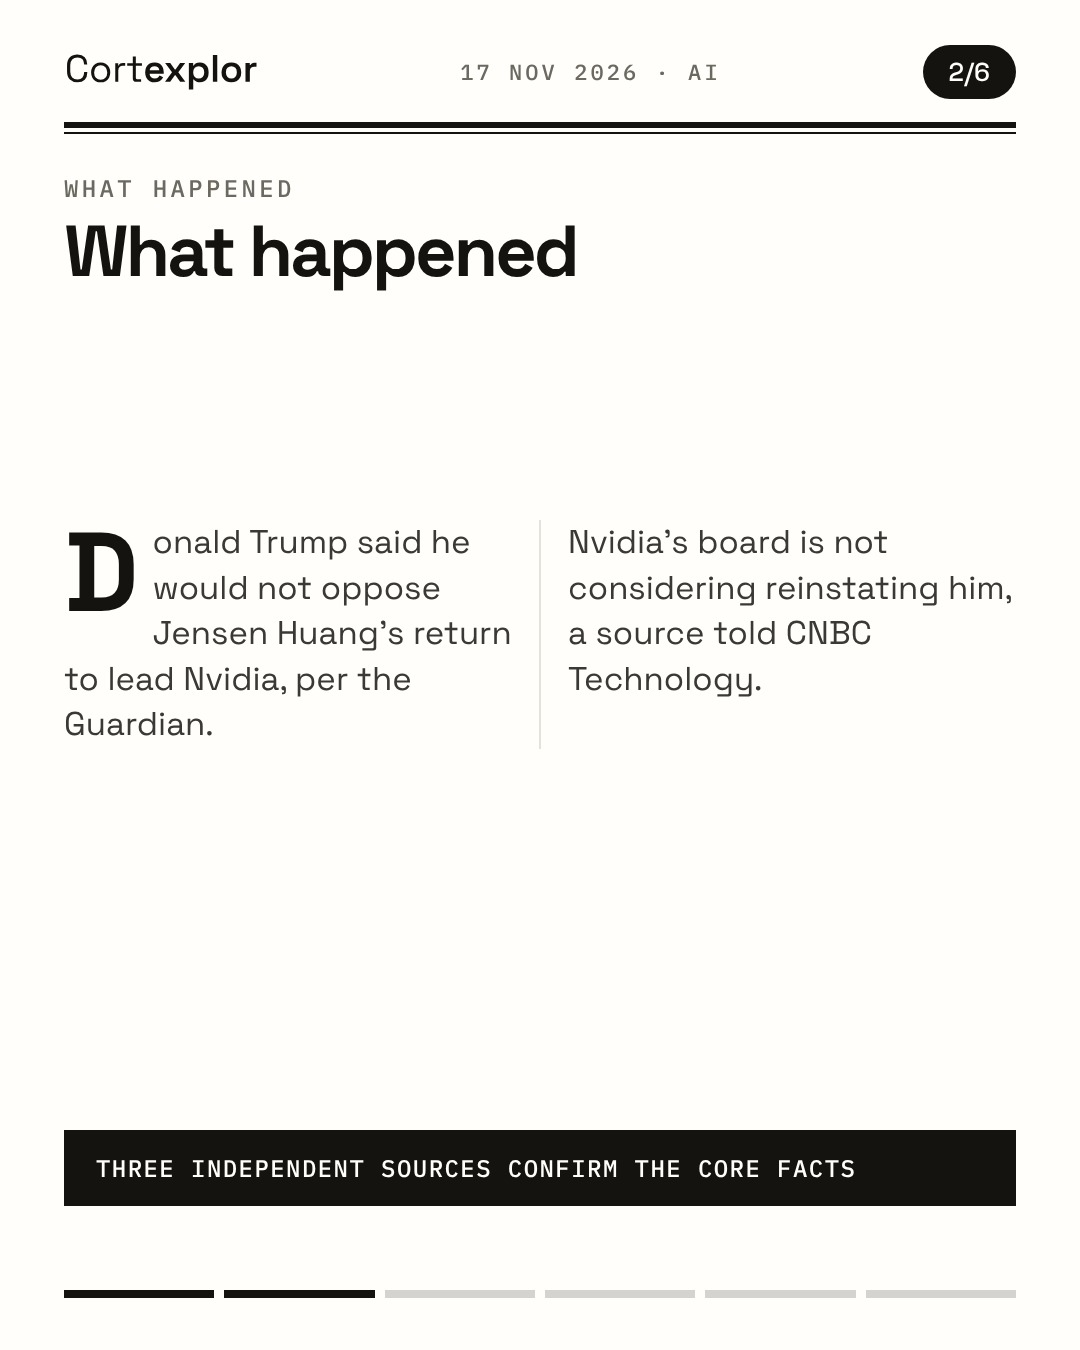 Cortexplor
17 NOV 2026 · AI
2/6
WHAT HAPPENED
What happened
Donald Trump said he
would not oppose
Jensen Huang’s return
to lead Nvidia, per the
Guardian.
Nvidia’s board is not
considering reinstating him,
a source told CNBC
Technology.
THREE INDEPENDENT SOURCES CONFIRM THE CORE FACTS